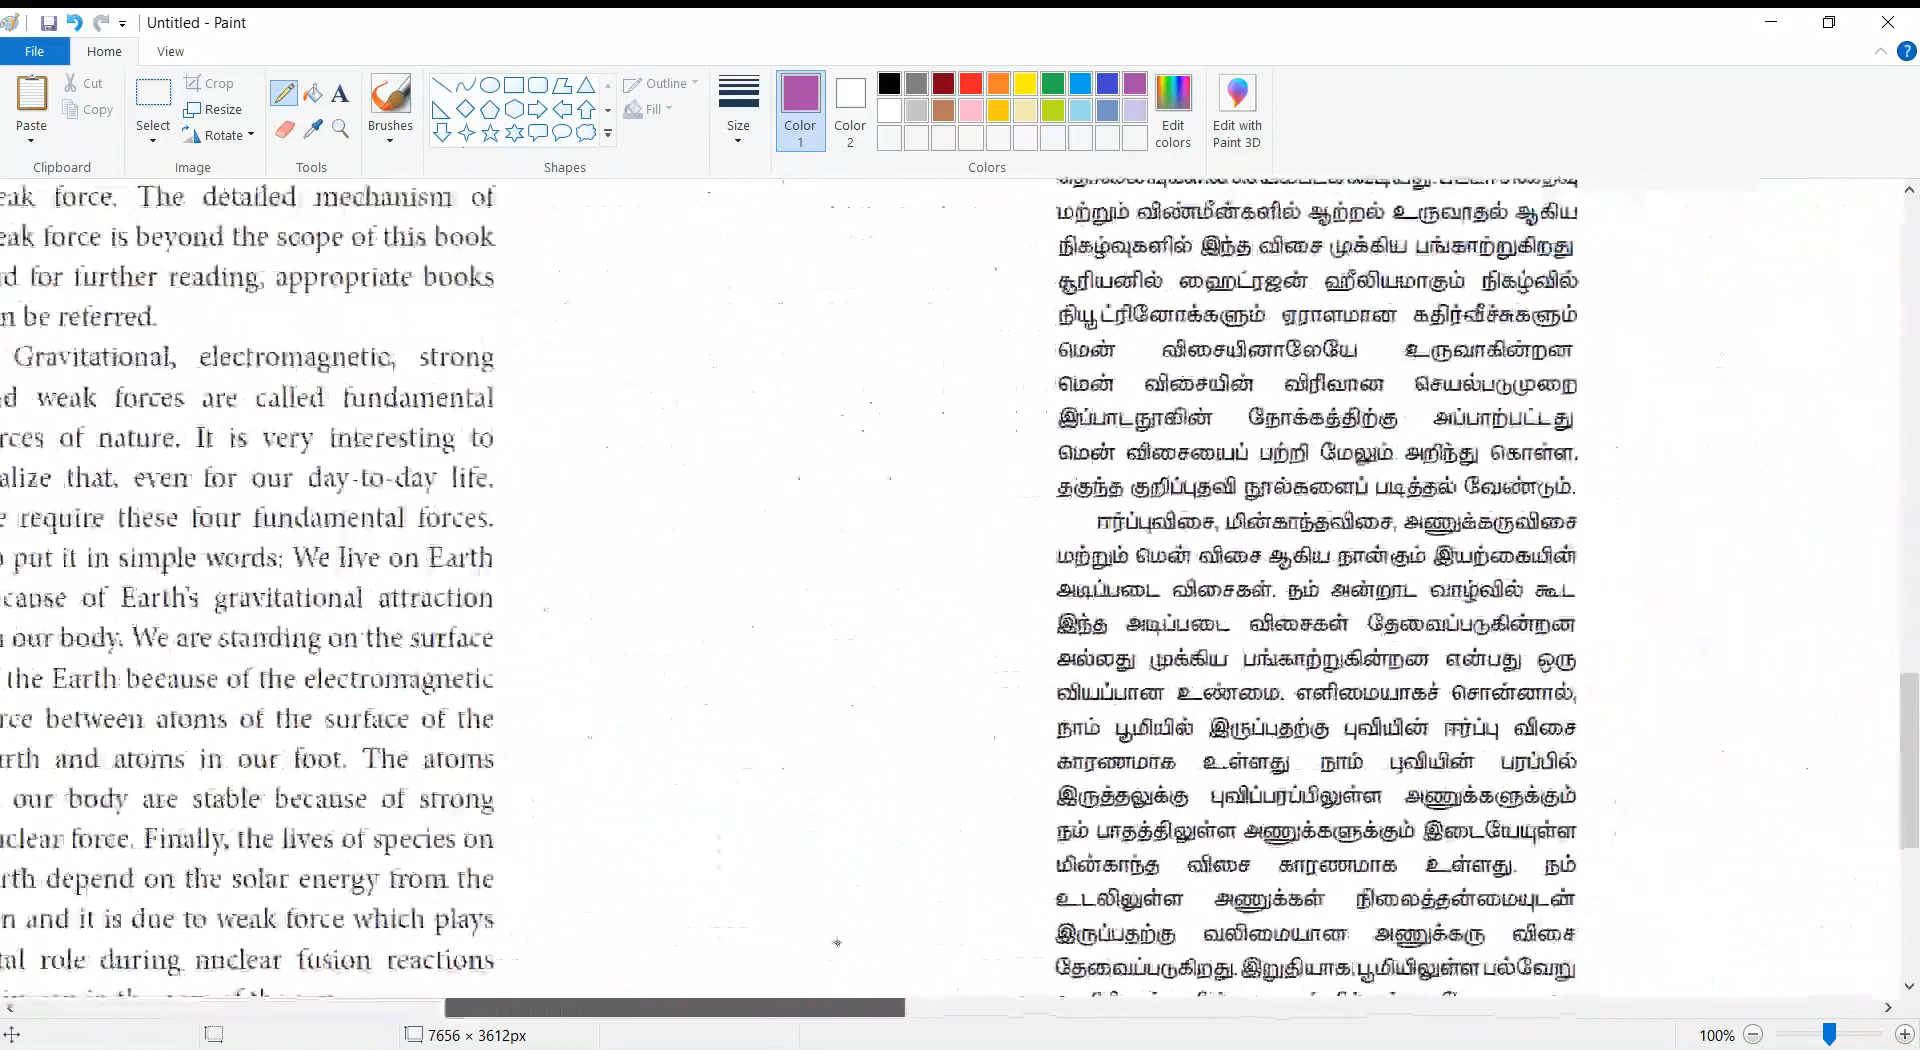 Untitled - Paint
File
Home
View
Paste
Cut
Copy
Clipboard
Select
Crop
Resize
Rotate
Image
Tools
Brushes
Shapes
Outline
Fill
Size
Color
1
Color
2
Colors
Edit
colors
Edit with
Paint 3D
eak force. The detailed mechanism of
eak force is beyond the scope of this book
d for further reading, appropriate books
n be referred.
Gravitational, electromagnetic, strong
d weak forces are called fundamental
rces of nature. It is very interesting to
alize that, even for our day-to-day life,
e require these four fundamental forces.
o put it in simple words: We live on Earth
cause of Earth's gravitational attraction
n our body. We are standing on the surface
the Earth because of the electromagnetic
rce between atoms of the surface of the
rth and atoms in our foot. The atoms
our body are stable because of strong
uclear force. Finally, the lives of species on
rth depend on the solar energy from the
n and it is due to weak force which plays
tal role during nuclear fusion reactions
மற்றும் விண்மீன்களில் ஆற்றல் உருவாதல் ஆகிய
நிகழ்வுகளில் இந்த விசை முக்கிய பங்காற்றுகிறது
சூரியனில் ஹைட்ரஜன் ஹீலியமாகும் நிகழ்வில்
நியூட்ரினோக்களும் ஏராளமான கதிர்வீச்சுகளும்
மென் விசையினாலேயே உருவாகின்றன
மென் விசையின் விரிவான செயல்படுமுறை
இப்பாடநூலின் நோக்கத்திற்கு அப்பாற்பட்டது
மென் விசையைப் பற்றி மேலும் அறிந்து கொள்ள,
தகுந்த குறிப்புதவி நூல்களைப் படித்தல் வேண்டும்.
ஈர்ப்புவிசை, மின்காந்தவிசை, அணுக்கருவிசை
மற்றும் மென் விசை ஆகிய நான்கும் இயற்கையின்
அடிப்படை விசைகள். நம் அன்றாட வாழ்வில் கூட
இந்த அடிப்படை விசைகள் தேவைப்படுகின்றன
அல்லது முக்கிய பங்காற்றுகின்றன என்பது ஒரு
வியப்பான உண்மை. எளிமையாகச் சொன்னால்,
நாம் பூமியில் இருப்பதற்கு புவியின் ஈர்ப்பு விசை
காரணமாக உள்ளது நாம் புவியின் பரப்பில்
இருத்தலுக்கு புவிப்பரப்பிலுள்ள அணுக்களுக்கும்
நம் பாதத்திலுள்ள அணுக்களுக்கும் இடையேயுள்ள
மின்காந்த விசை காரணமாக உள்ளது. நம்
உடலிலுள்ள அணுக்கள் நிலைத்தன்மையுடன்
இருப்பதற்கு வலிமையான அணுக்கரு விசை
தேவைப்படுகிறது. இறுதியாக, பூமியிலுள்ள பல்வேறு
7656 × 3612px
100%